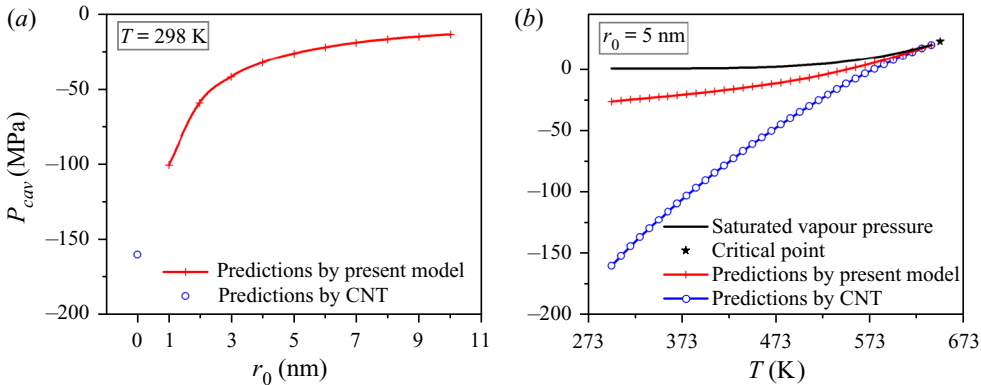 (a)
T = 298 K
0
–50
–100
–150
–200
P_cav (MPa)
Predictions by present model
Predictions by CNT
0 1 3 5 7 9 11
r_0 (nm)
(b)
r_0 = 5 nm
0
–50
–100
–150
–200
Saturated vapour pressure
Critical point
Predictions by present model
Predictions by CNT
273 373 473 573 673
T (K)